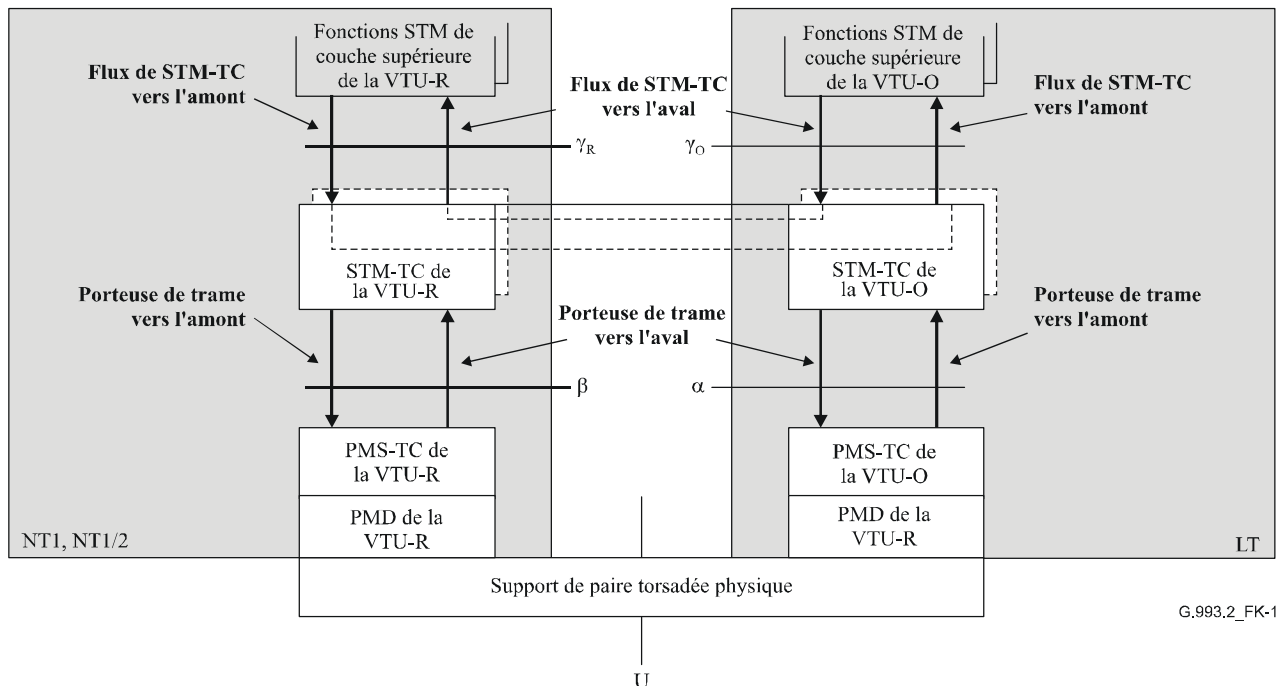 Fonctions STM de
couche supérieure
de la VTU-R
Fonctions STM de
couche supérieure
de la VTU-O
Flux de STM-TC
vers l'amont
Flux de STM-TC
vers l'aval
Flux de STM-TC
vers l'amont
γR
γO
STM-TC de
la VTU-R
STM-TC de
la VTU-O
Porteuse de trame
vers l'amont
Porteuse de trame
vers l'aval
Porteuse de trame
vers l'amont
β
α
PMS-TC de
la VTU-R
PMS-TC de
la VTU-O
PMD de la
VTU-R
PMD de la
VTU-R
NT1, NT1/2
LT
Support de paire torsadée physique
G.993.2_FK-1
U